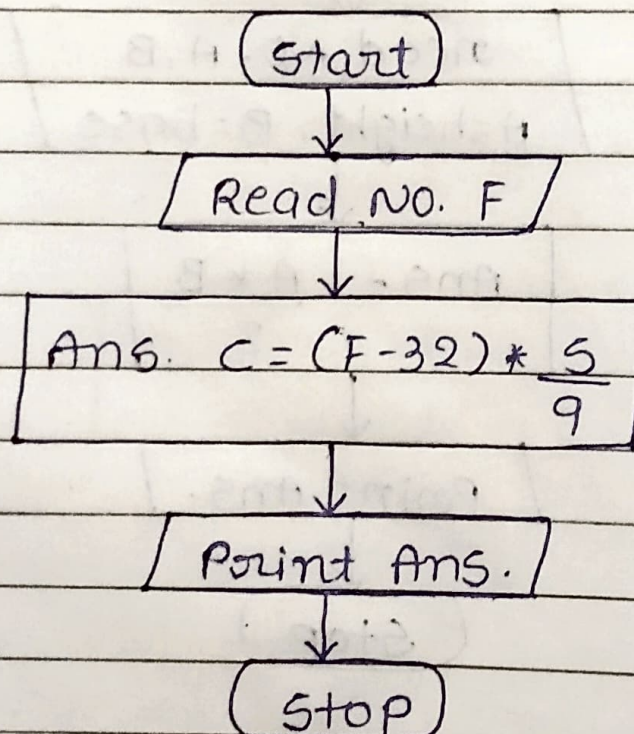 Start
Read No. F
Ans. C = (F-32) * 5/9
Print Ans.
Stop